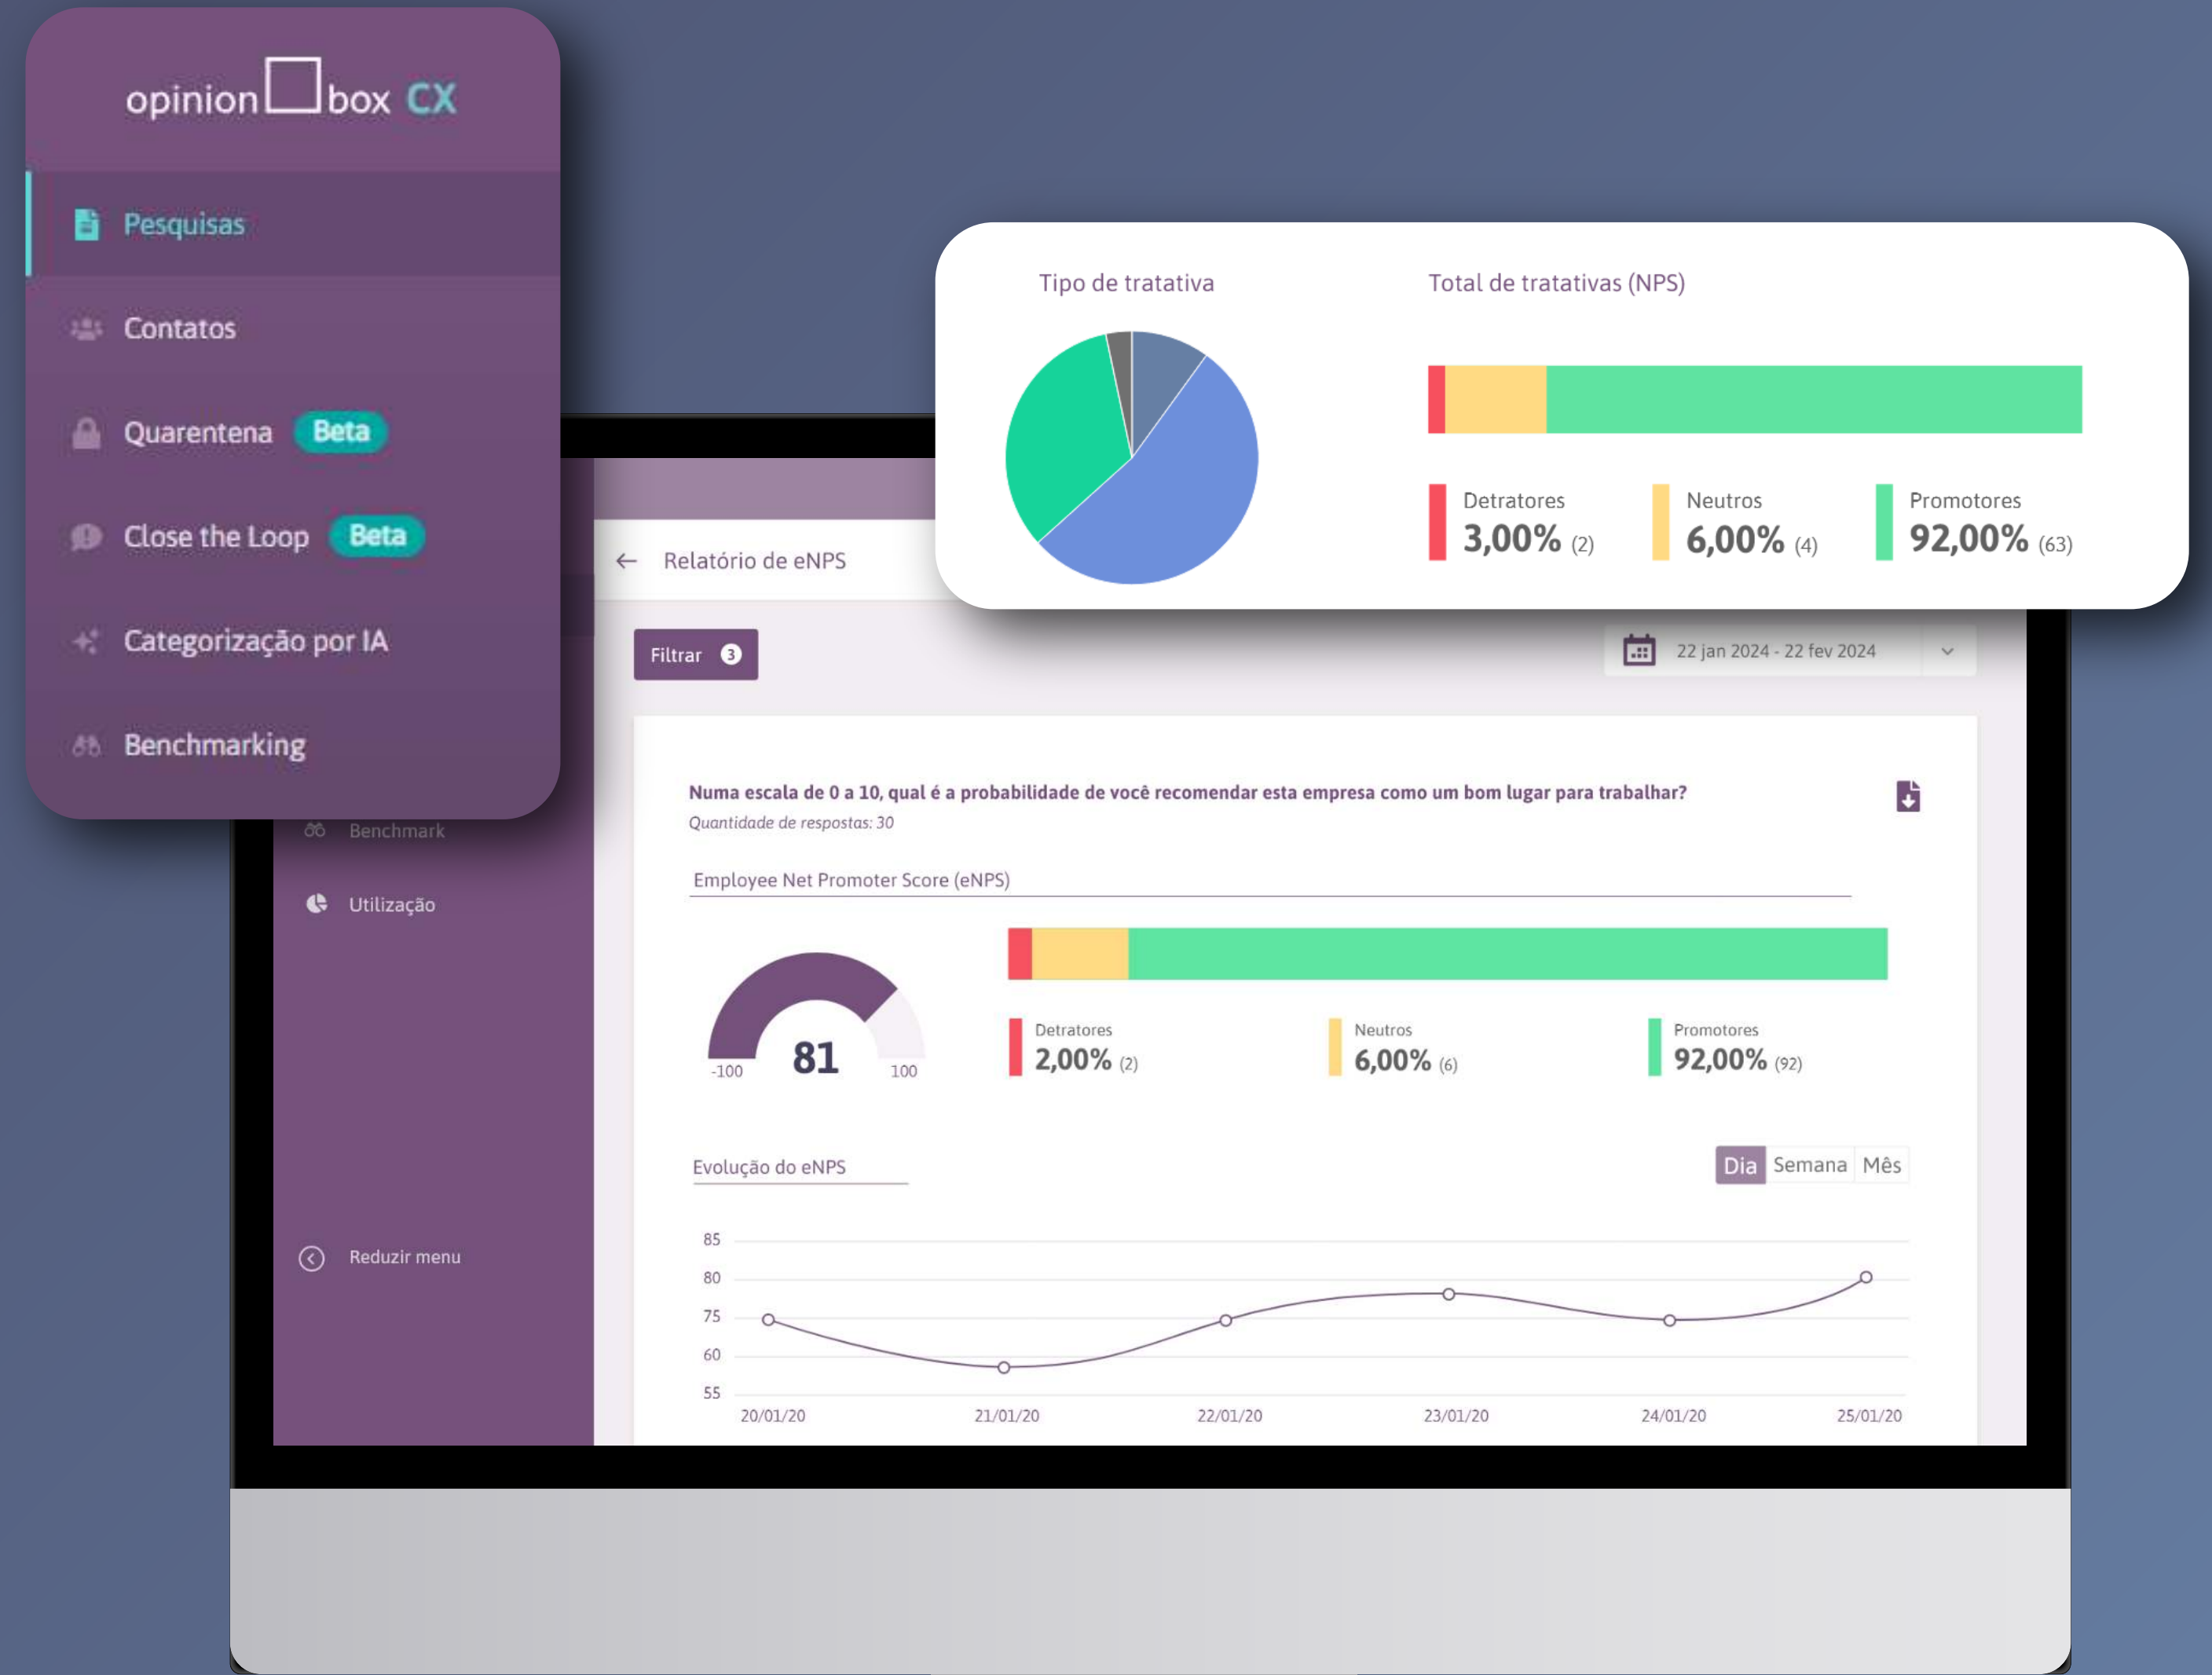 opinion box CX
Pesquisas
Contatos
Quarentena Beta
Close the Loop Beta
Categorização por IA
Benchmarking
Tipo de tratativa
Total de tratativas (NPS)
Detratores
3,00% (2)
Neutros
6,00% (4)
Promotores
92,00% (63)
Relatório de eNPS
Filtrar 3
22 jan 2024 - 22 fev 2024
Benchmark
Utilização
Reduzir menu
Numa escala de 0 a 10, qual é a probabilidade de você recomendar esta empresa como um bom lugar para trabalhar?
Quantidade de respostas: 30
Employee Net Promoter Score (eNPS)
81
-100
100
Detratores
2,00% (2)
Neutros
6,00% (6)
Promotores
92,00% (92)
Evolução do eNPS
Dia Semana Mês
85
80
75
60
55
20/01/20 21/01/20 22/01/20 23/01/20 24/01/20 25/01/20